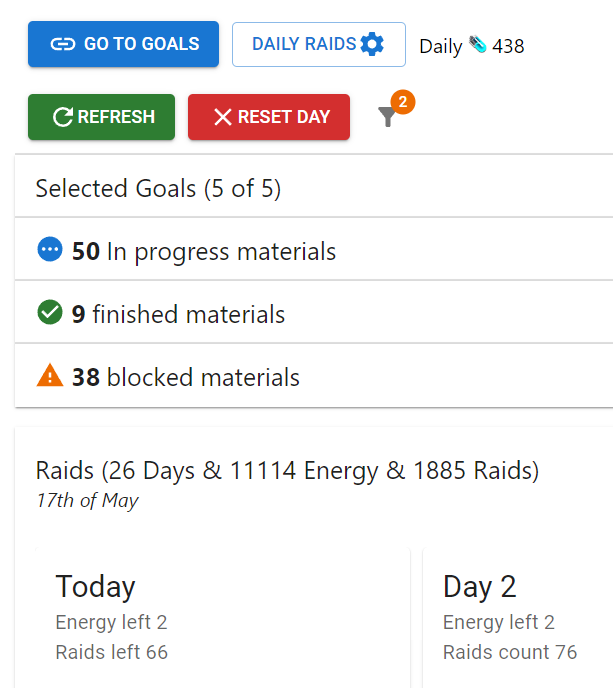 GO TO GOALS DAILY RAIDS Daily 438
REFRESH RESET DAY 2
Selected Goals (5 of 5)
50 In progress materials
9 finished materials
38 blocked materials
Raids (26 Days & 11114 Energy & 1885 Raids)
17th of May
Today
Energy left 2
Raids left 66
Day 2
Energy left 2
Raids count 76